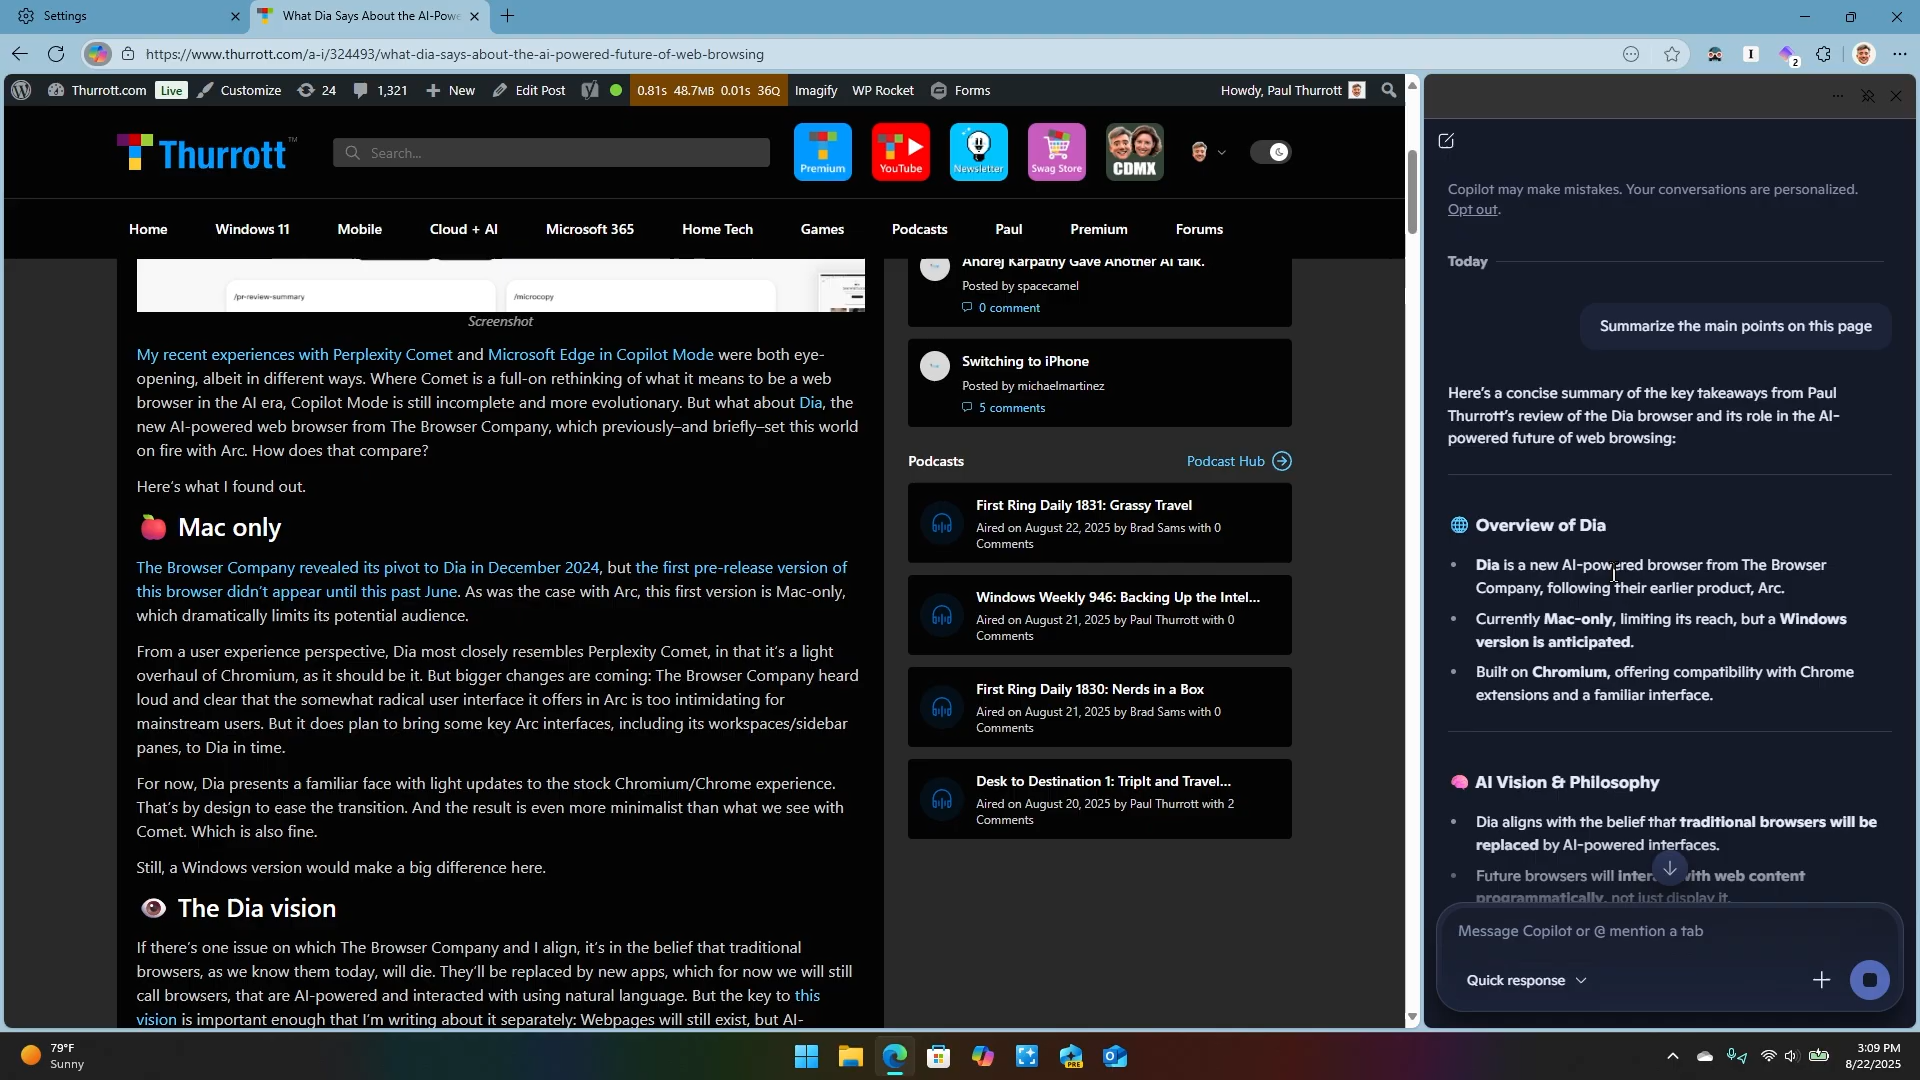 Settings
What Dia Says About the AI-Powe
https://www.thurrott.com/a-i/324493/what-dia-says-about-the-ai-powered-future-of-web-browsing
2
Thurrott.com
Live
Customize
24
1,321
New
Edit Post
0.81s 48.7MB 0.01s 36Q
Imagify
WP Rocket
Forms
Howdy, Paul Thurrott
Thurrott™
Search...
Premium
YouTube
Newsletter
Swag Store
CDMX
Home
Windows 11
Mobile
Cloud + AI
Microsoft 365
Home Tech
Games
Podcasts
Paul
Premium
Forums
/pr-review-summary
/microcopy
Screenshot
My recent experiences with Perplexity Comet and Microsoft Edge in Copilot Mode were both eye-
opening, albeit in different ways. Where Comet is a full-on rethinking of what it means to be a web
browser in the AI era, Copilot Mode is still incomplete and more evolutionary. But what about Dia, the
new AI-powered web browser from The Browser Company, which previously–and briefly–set this world
on fire with Arc. How does that compare?
Here's what I found out.
Mac only
The Browser Company revealed its pivot to Dia in December 2024, but the first pre-release version of
this browser didn't appear until this past June. As was the case with Arc, this first version is Mac-only,
which dramatically limits its potential audience.
From a user experience perspective, Dia most closely resembles Perplexity Comet, in that it's a light
overhaul of Chromium, as it should be it. But bigger changes are coming: The Browser Company heard
loud and clear that the somewhat radical user interface it offers in Arc is too intimidating for
mainstream users. But it does plan to bring some key Arc interfaces, including its workspaces/sidebar
panes, to Dia in time.
For now, Dia presents a familiar face with light updates to the stock Chromium/Chrome experience.
That's by design to ease the transition. And the result is even more minimalist than what we see with
Comet. Which is also fine.
Still, a Windows version would make a big difference here.
The Dia vision
If there's one issue on which The Browser Company and I align, it's in the belief that traditional
browsers, as we know them today, will die. They'll be replaced by new apps, which for now we will still
call browsers, that are AI-powered and interacted with using natural language. But the key to this
vision is important enough that I'm writing about it separately: Webpages will still exist, but AI-
Andrej Karpathy Gave Another AI talk.
Posted by spacecamel
0 comment
Switching to iPhone
Posted by michaelmartinez
5 comments
Podcasts
Podcast Hub
First Ring Daily 1831: Grassy Travel
Aired on August 22, 2025 by Brad Sams with 0
Comments
Windows Weekly 946: Backing Up the Intel...
Aired on August 21, 2025 by Paul Thurrott with 0
Comments
First Ring Daily 1830: Nerds in a Box
Aired on August 21, 2025 by Brad Sams with 0
Comments
Desk to Destination 1: TripIt and Travel...
Aired on August 20, 2025 by Paul Thurrott with 2
Comments
Copilot may make mistakes. Your conversations are personalized.
Opt out.
Today
Summarize the main points on this page
Here's a concise summary of the key takeaways from Paul
Thurrott's review of the Dia browser and its role in the AI-
powered future of web browsing:
Overview of Dia
• Dia is a new AI-powered browser from The Browser
Company, following their earlier product, Arc.
• Currently Mac-only, limiting its reach, but a Windows
version is anticipated.
• Built on Chromium, offering compatibility with Chrome
extensions and a familiar interface.
AI Vision & Philosophy
• Dia aligns with the belief that traditional browsers will be
replaced by AI-powered interfaces.
• Future browsers will with web content
programmatically, not just display it.
Message Copilot or @ mention a tab
Quick response
79°F
Sunny
PRE
3:09 PM
8/22/2025